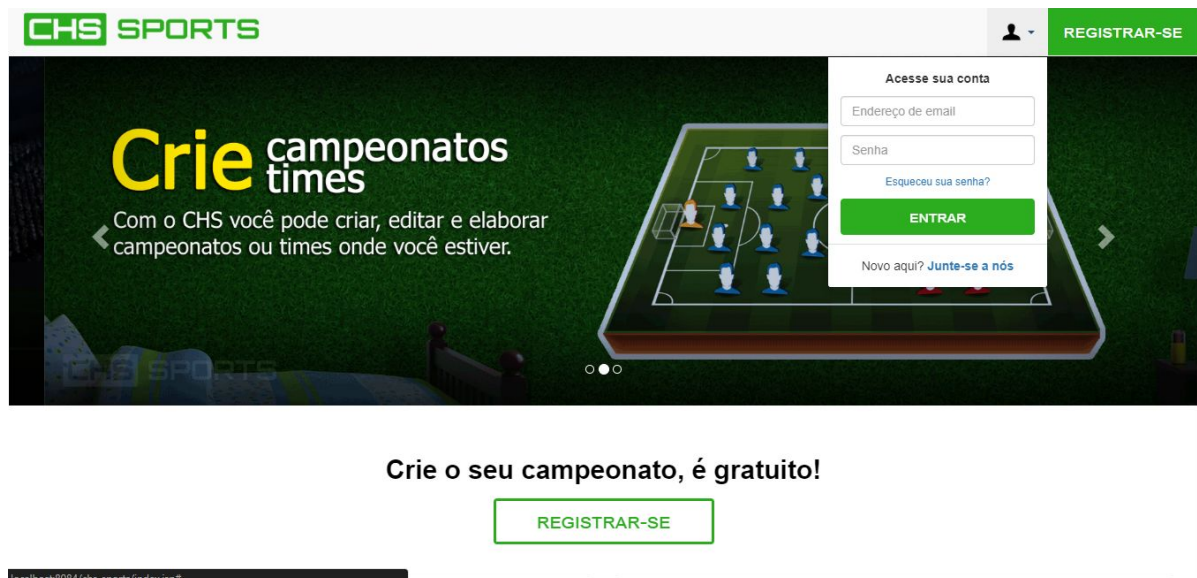 CHS SPORTS
REGISTRAR-SE
Acesse sua conta
Endereço de email
Senha
Esqueceu sua senha?
ENTRAR
Novo aqui? Junte-se a nós
Crie campeonatos
times
Com o CHS você pode criar, editar e elaborar
campeonatos ou times onde você estiver.
CHS SPORTS
Crie o seu campeonato, é gratuito!
REGISTRAR-SE